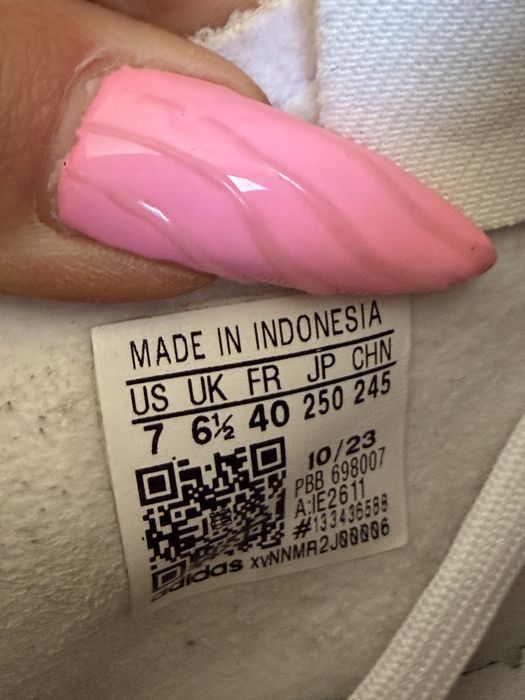 MADE IN INDONESIA
US UK FR JP CHN
7 6½ 40 250 245
10/23
PBB 698007
A:IE2611
#133436588
adidas xvNNMR2J00006